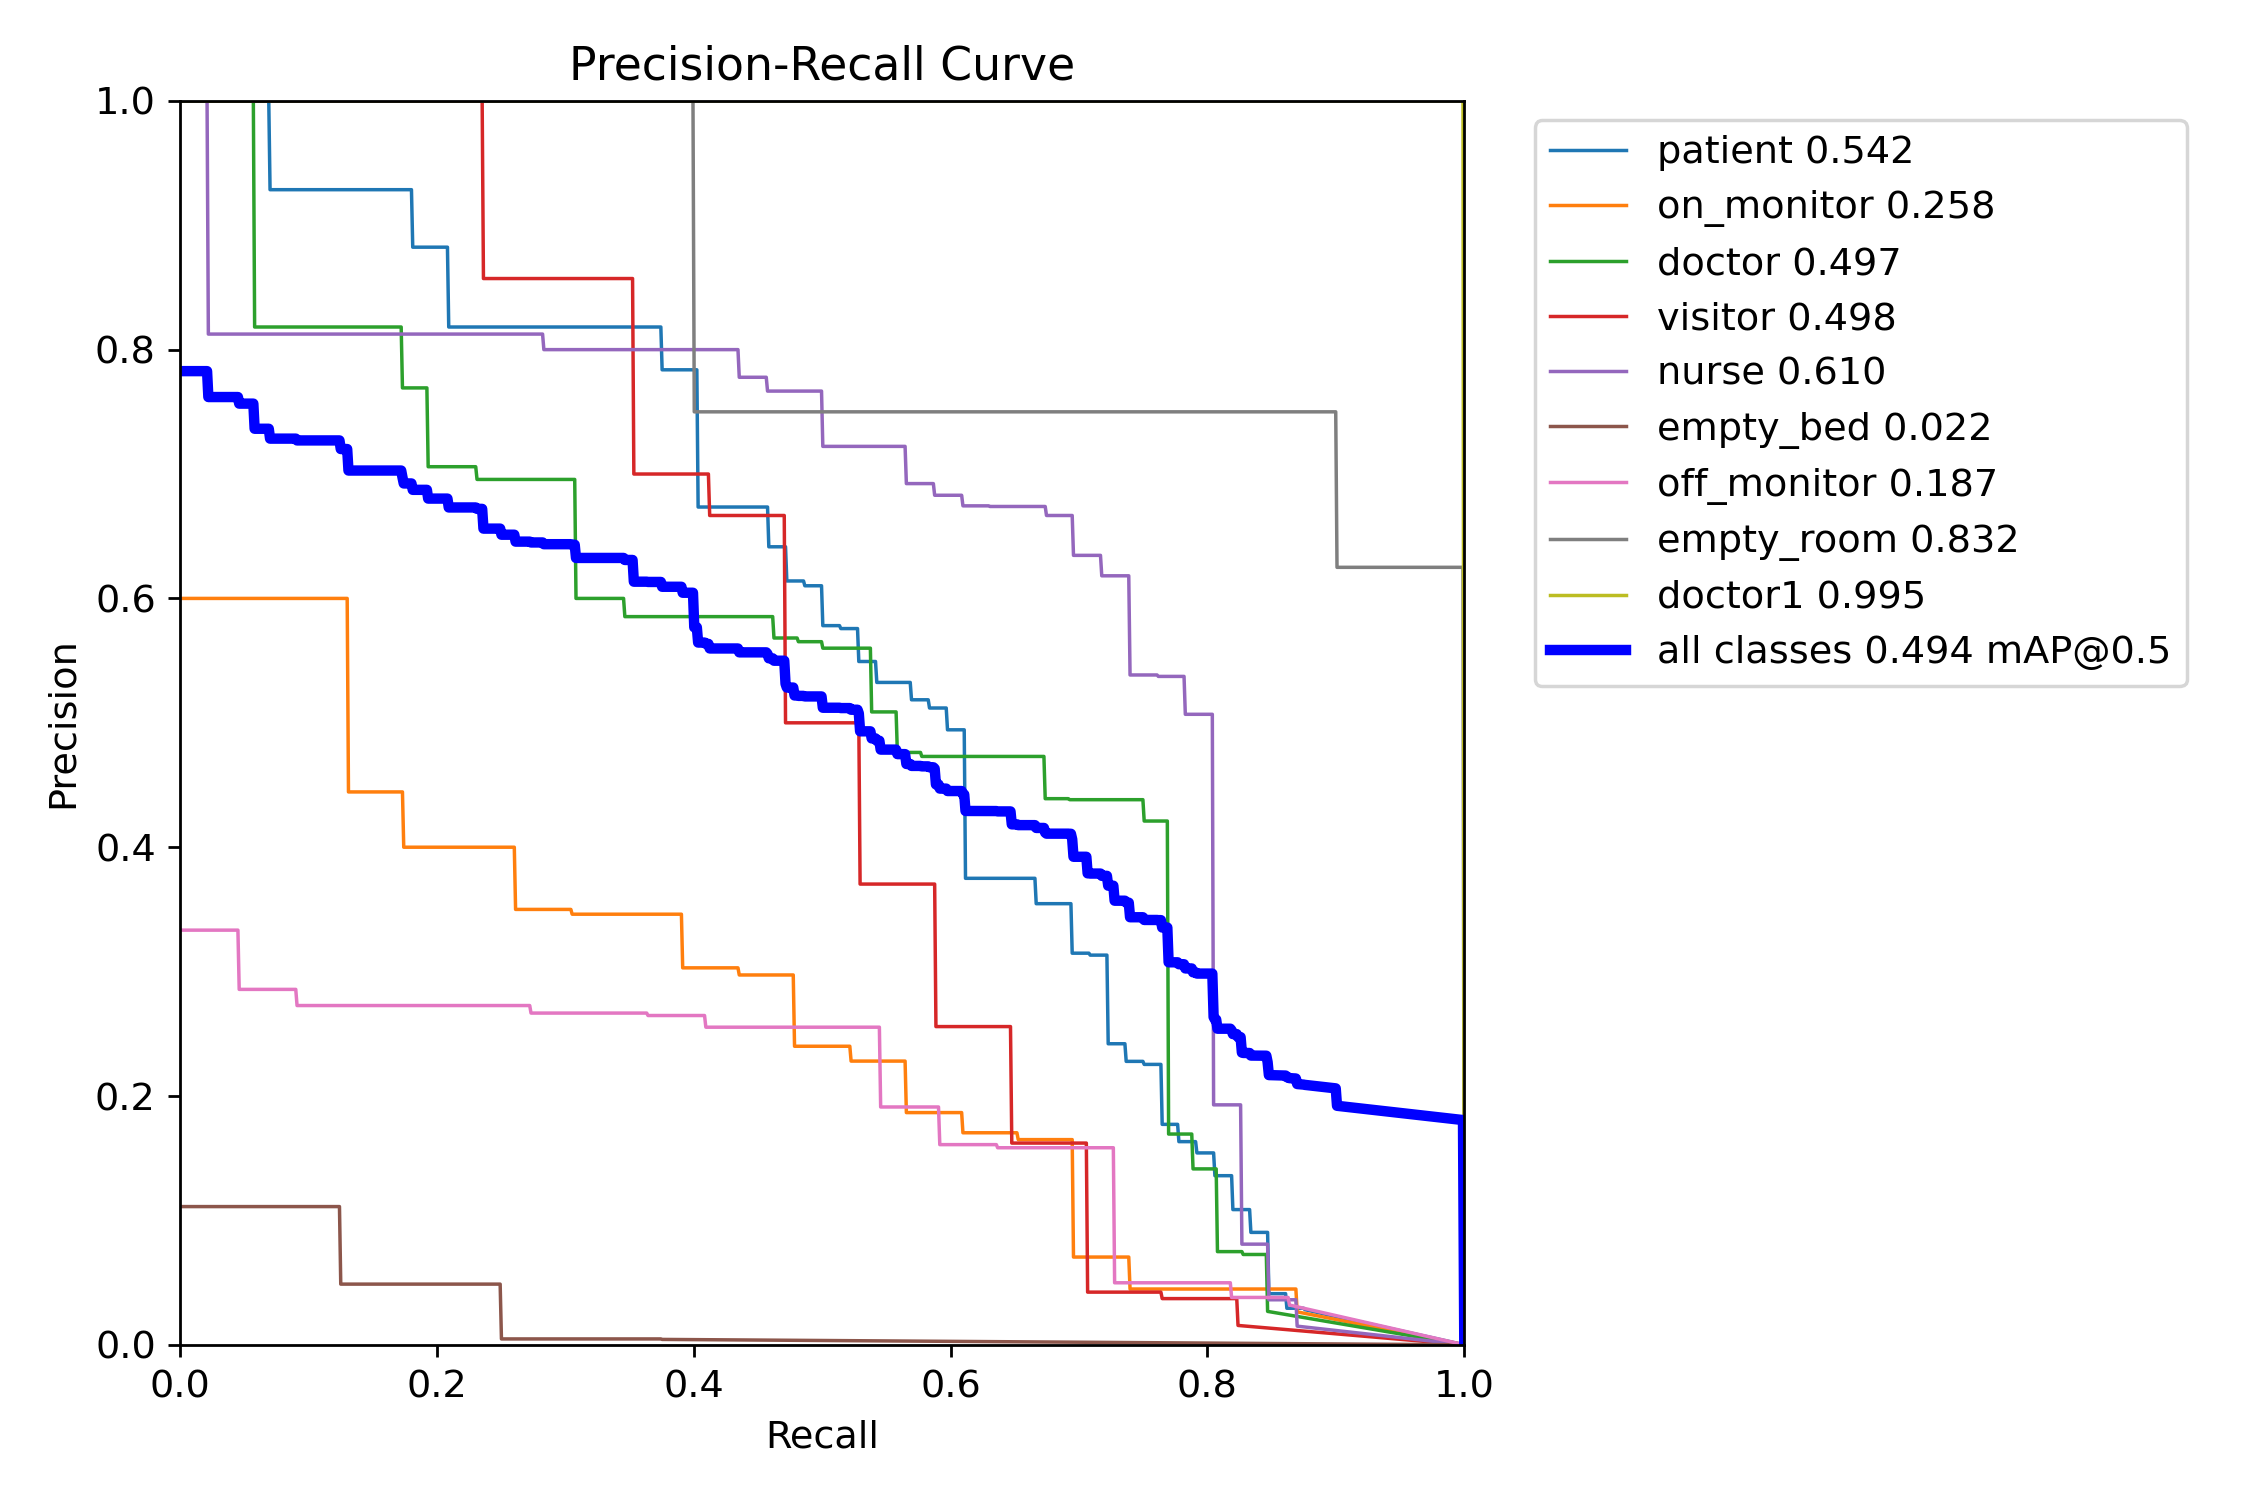 Precision-Recall Curve
1.0
0.8
0.6
0.4
0.2
0.0
Precision
0.0 0.2 0.4 0.6 0.8 1.0
Recall
patient 0.542
on_monitor 0.258
doctor 0.497
visitor 0.498
nurse 0.610
empty_bed 0.022
off_monitor 0.187
empty_room 0.832
doctor1 0.995
all classes 0.494 mAP@0.5